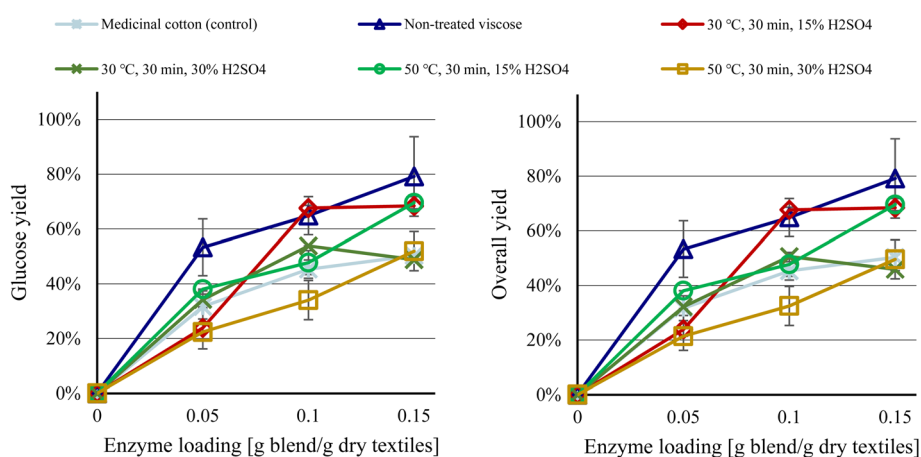 Medicinal cotton (control)
Non-treated viscose
30 ℃, 30 min, 15% H2SO4
30 ℃, 30 min, 30% H2SO4
50 ℃, 30 min, 15% H2SO4
50 ℃, 30 min, 30% H2SO4
Glucose yield
100%
80%
60%
40%
20%
0%
0
0.05
0.1
0.15
Enzyme loading [g blend/g dry textiles]
Overall yield
100%
80%
60%
40%
20%
0%
0
0.05
0.1
0.15
Enzyme loading [g blend/g dry textiles]